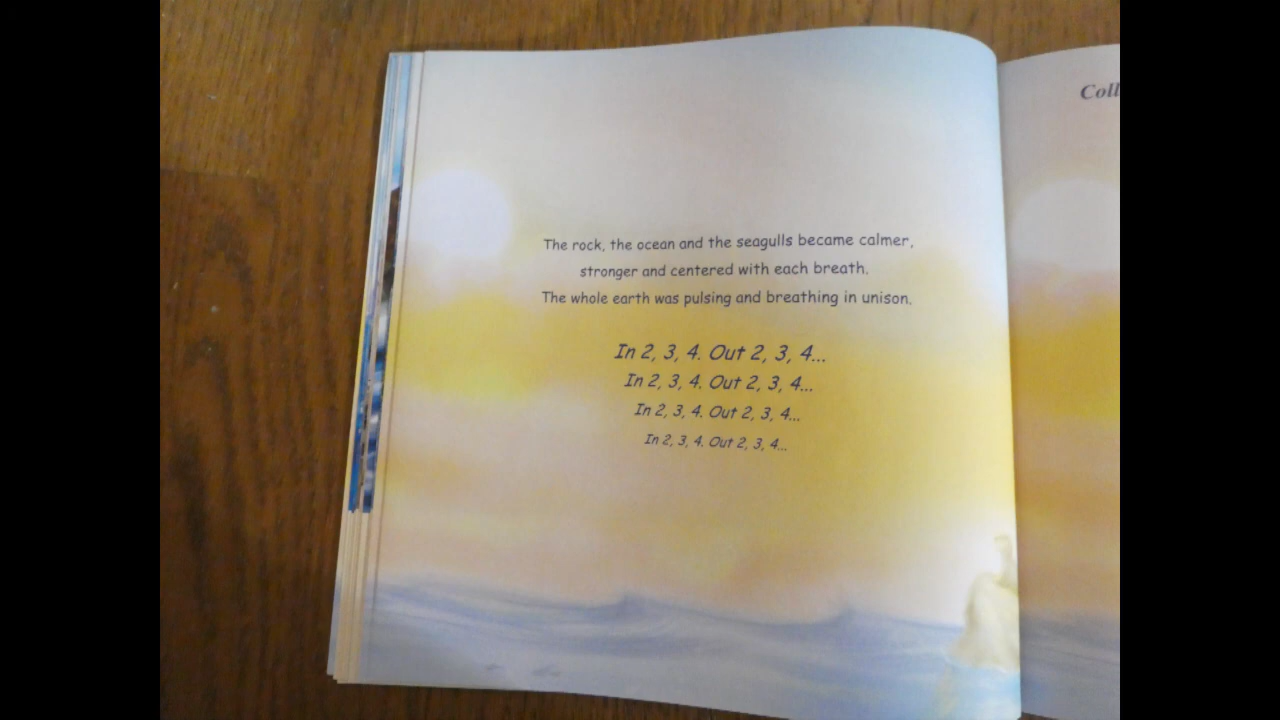 The rock, the ocean and the seagulls became calmer,
stronger and centered with each breath.
The whole earth was pulsing and breathing in unison.
In 2, 3, 4. Out 2, 3, 4...
In 2, 3, 4. Out 2, 3, 4...
In 2, 3, 4. Out 2, 3, 4...
In 2, 3, 4. Out 2, 3, 4...